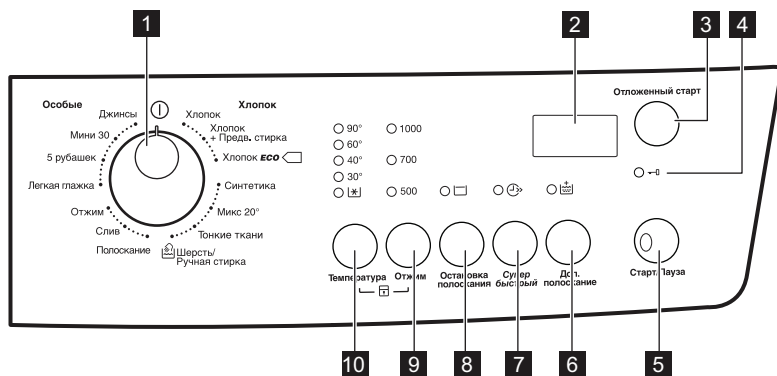 1
2
3
4
Особые
Хлопок
Отложенный старт
Джинсы
Хлопок
Мини 30
Хлопок
+ Предв. стирка
5 рубашек
Хлопок ECO
Легкая глажка
Синтетика
Отжим
Микс 20°
Слив
Тонкие ткани
Полоскание
Шерсть/
Ручная стирка
90°
1000
60°
40°
700
30°
500
Температура
Отжим
Остановка
полоскания
Супер
быстрый
Доп.
полоскание
Старт/Пауза
10
9
8
7
6
5